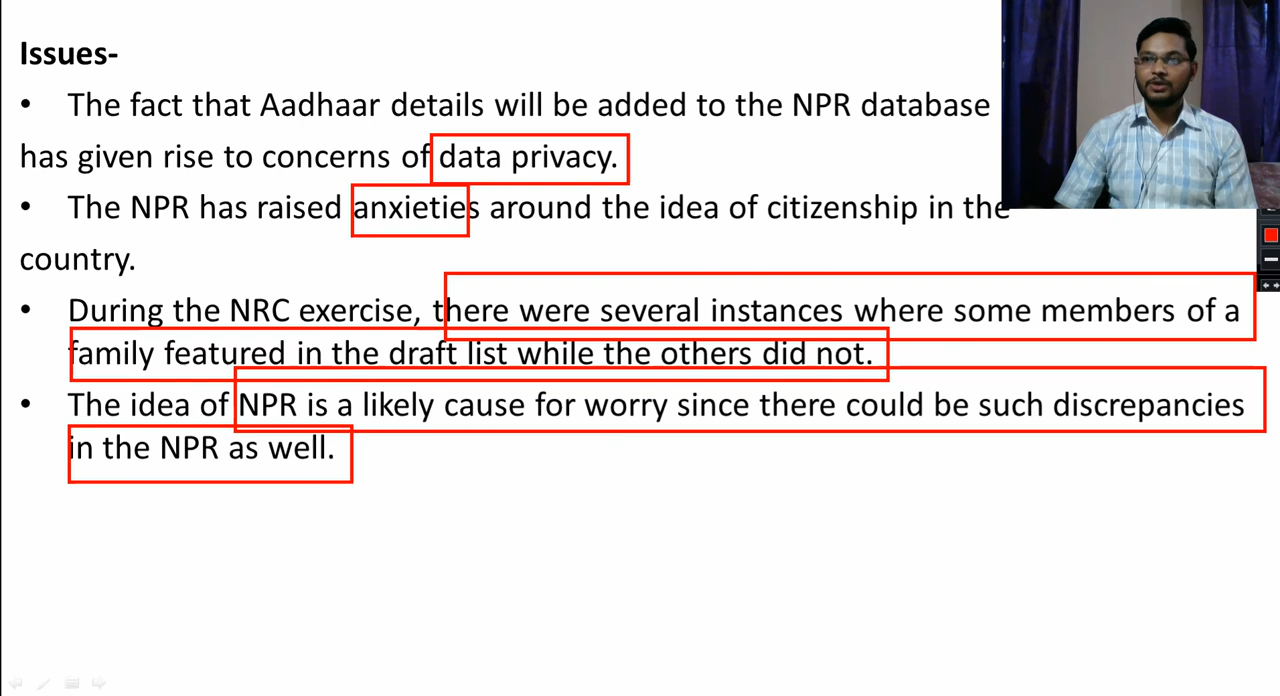 Issues-
• The fact that Aadhaar details will be added to the NPR database
has given rise to concerns of data privacy.
• The NPR has raised anxieties around the idea of citizenship in the
country.
• During the NRC exercise, there were several instances where some members of a
family featured in the draft list while the others did not.
• The idea of NPR is a likely cause for worry since there could be such discrepancies
in the NPR as well.